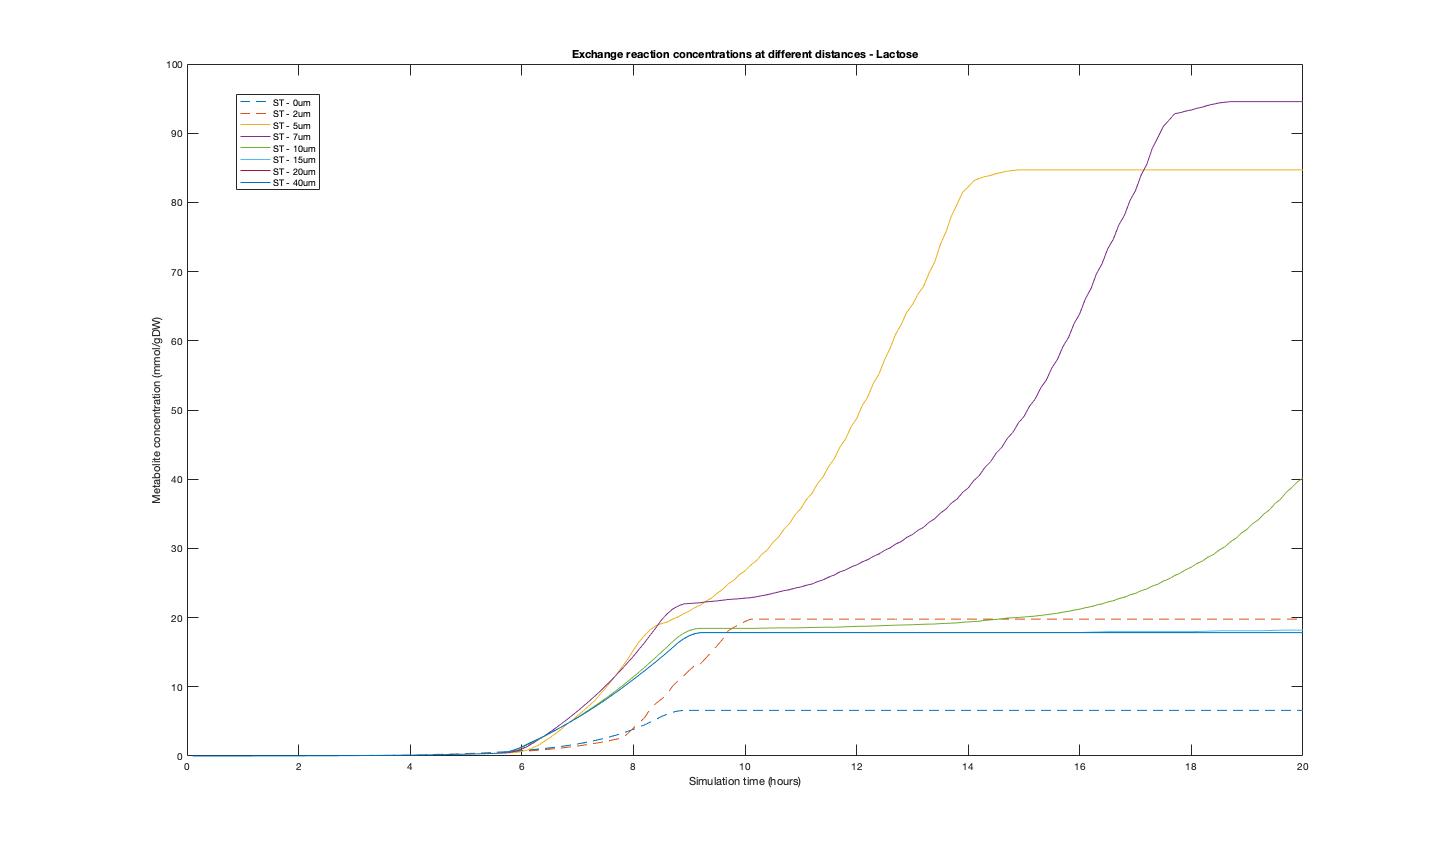 Exchange reaction concentrations at different distances - Lactose
100
90
80
70
60
50
40
30
20
10
0
Metabolite concentration (mmol/gDW)
ST - 0um
ST - 2um
ST - 5um
ST - 7um
ST - 10um
ST - 15um
ST - 20um
ST - 40um
0 2 4 6 8 10 12 14 16 18 20
Simulation time (hours)